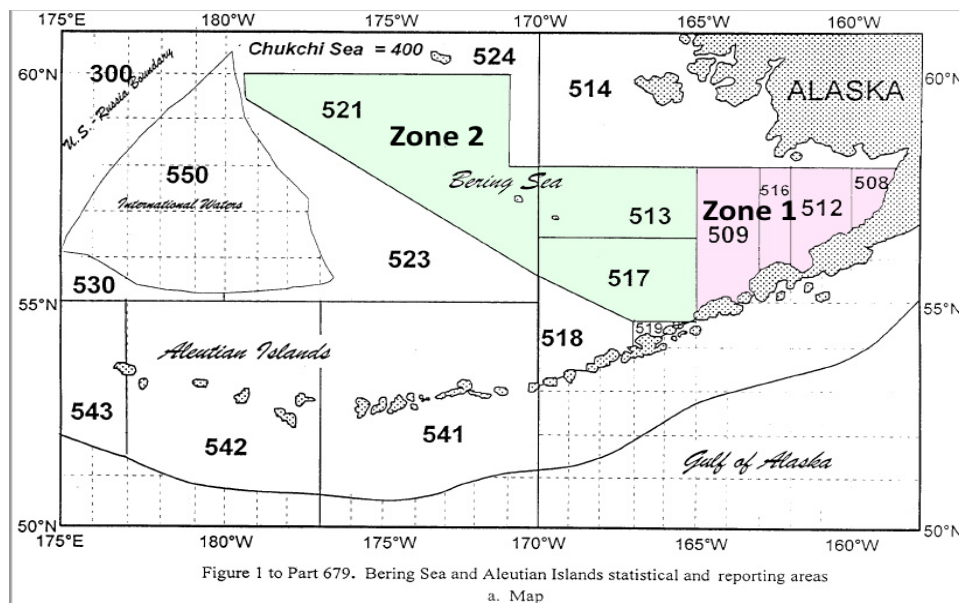 175°E 180°W 175°W 170°W 165°W 160°W
Chukchi Sea = 400
524
60°N
300
60°N
U.S.- Russia Boundary
514
ALASKA
521
Zone 2
550
Bering Sea
508
516
International Waters
513
Zone 1
512
509
523
517
530
55°N
55°N
518
519
Aleutian Islands
543
542
541
Gulf of Alaska
50°N
50°N
175°E 180°W 175°W 170°W 165°W 160°W
Figure 1 to Part 679. Bering Sea and Aleutian Islands statistical and reporting areas
a. Map